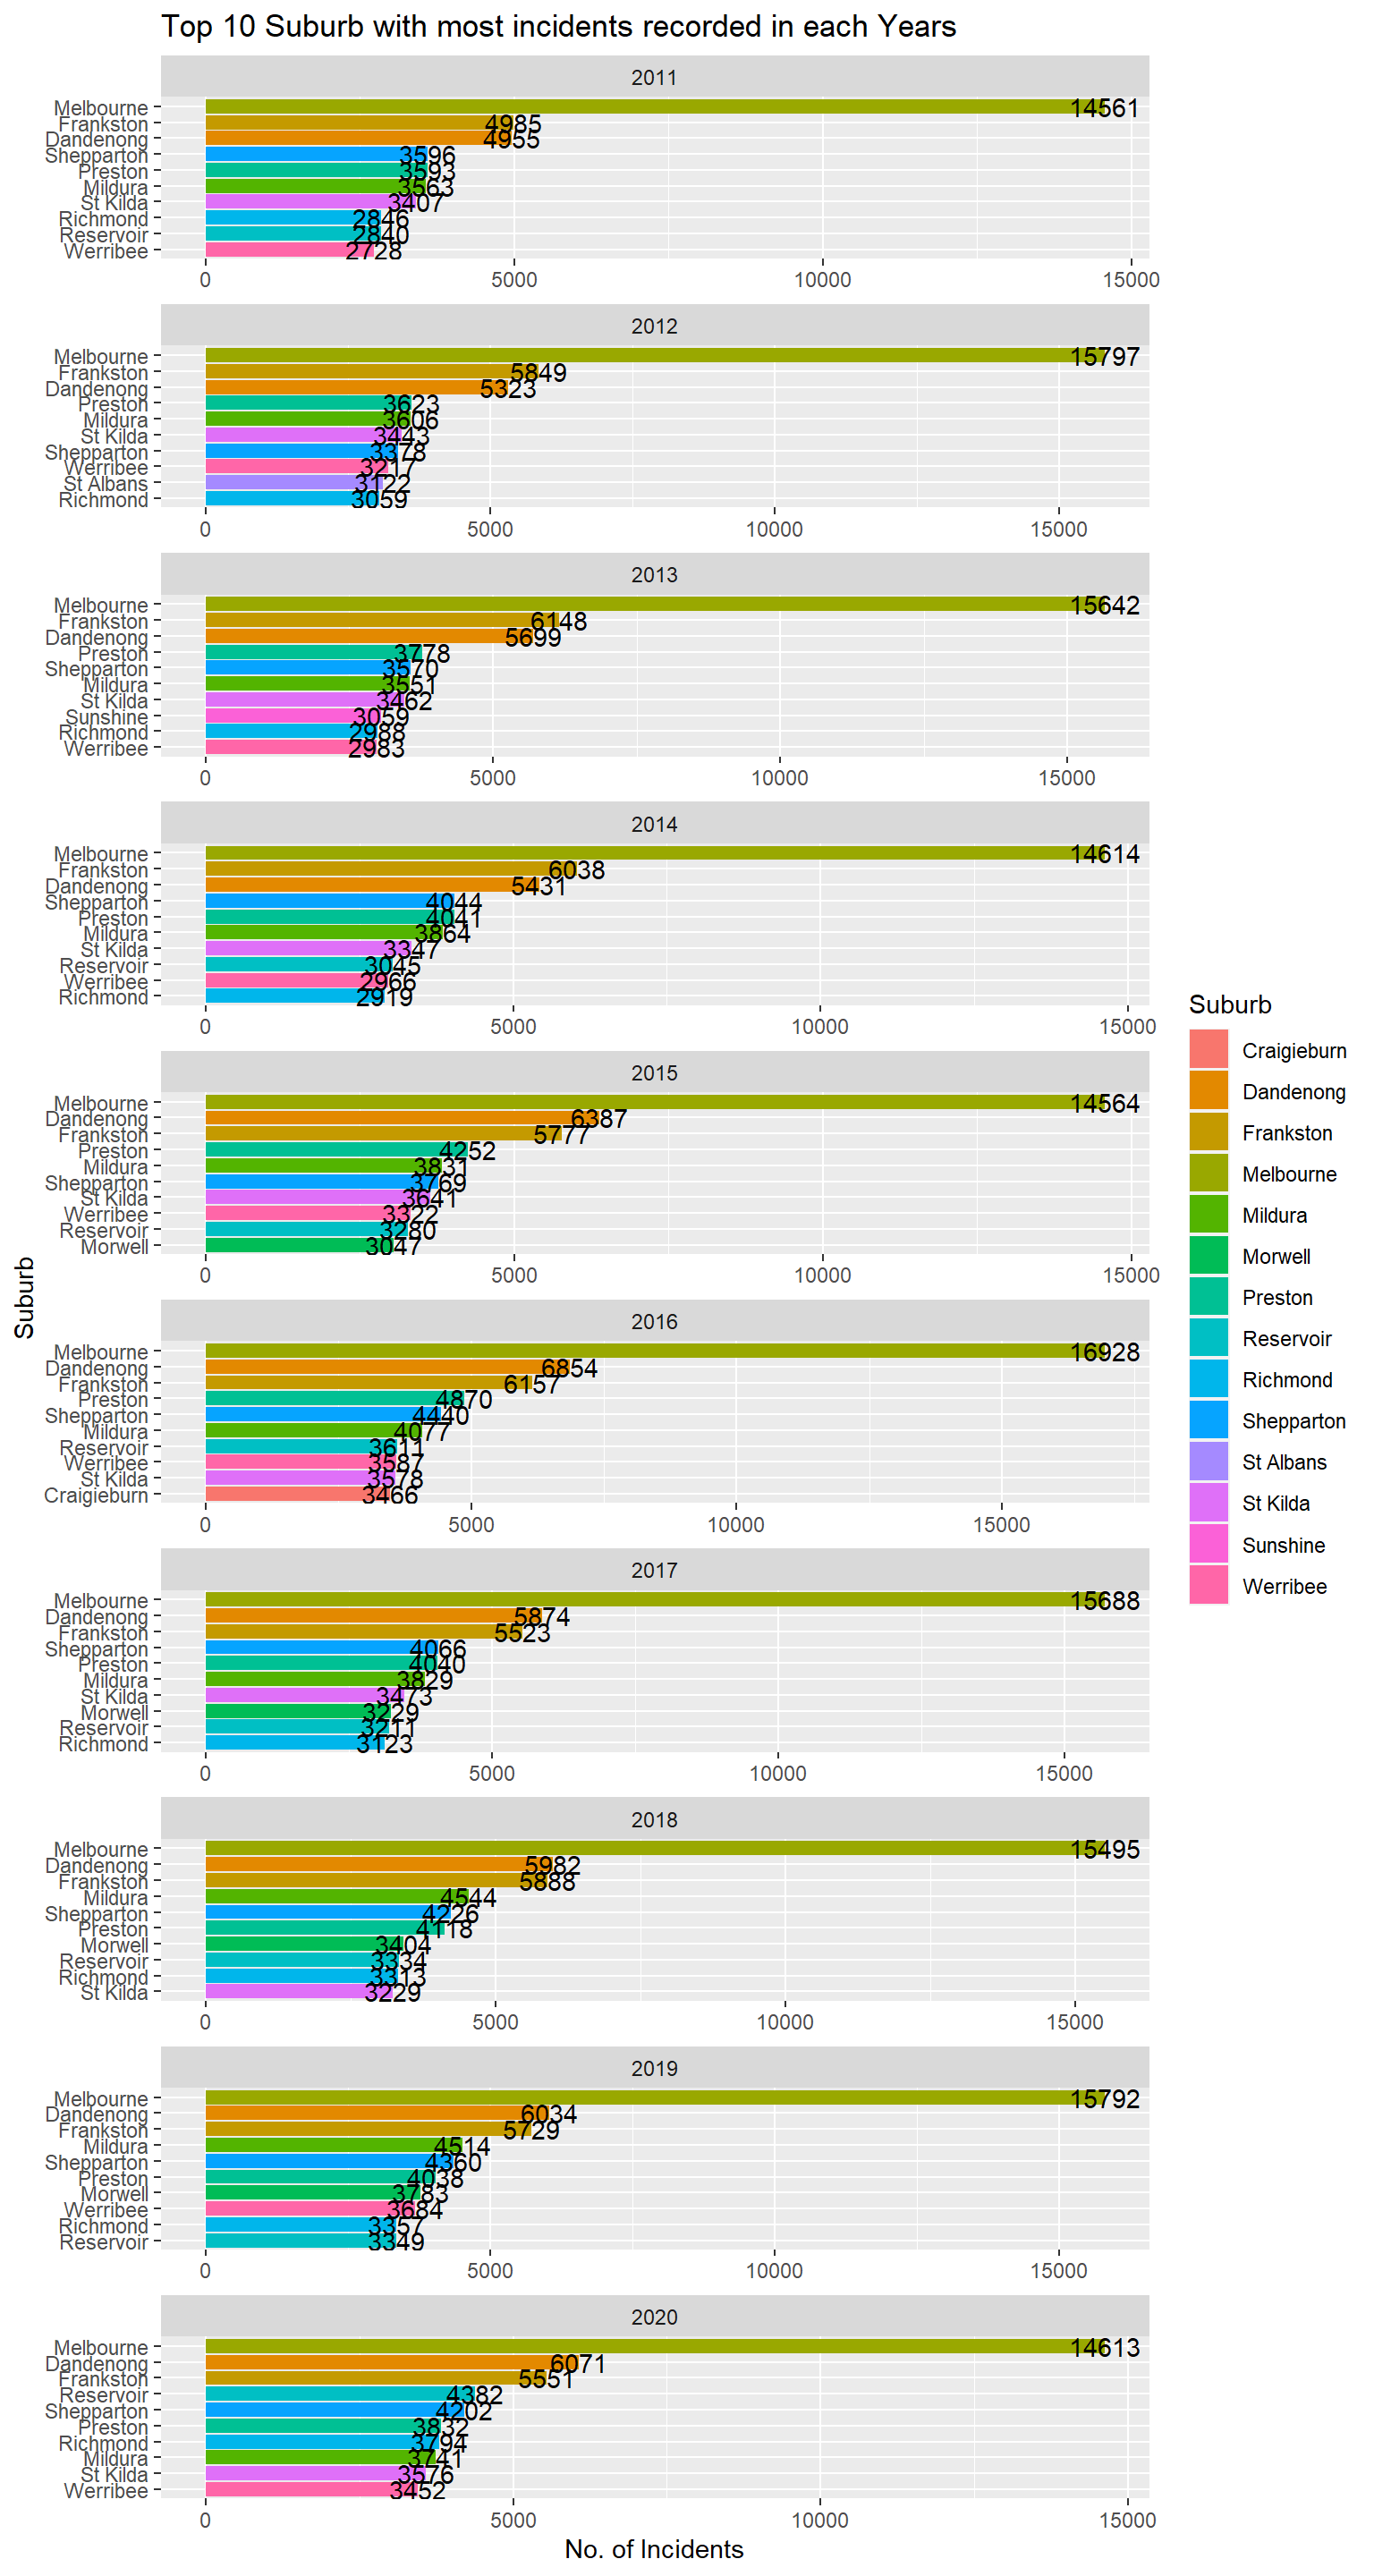 Top 10 Suburb with most incidents recorded in each Years
2011
Melbourne 14561
Frankston 4985
Dandenong 4955
Shepparton 3596
Preston 3593
Mildura 3563
St Kilda 3407
Richmond 2846
Reservoir 2840
Werribee 2728
0 5000 10000 15000
2012
Melbourne 15797
Frankston 5849
Dandenong 5323
Preston 3623
Mildura 3606
St Kilda 3443
Shepparton 3378
Werribee 3217
St Albans 3122
Richmond 3059
0 5000 10000 15000
2013
Melbourne 15642
Frankston 6148
Dandenong 5699
Preston 3778
Shepparton 3570
Mildura 3551
St Kilda 3462
Sunshine 3059
Richmond 2988
Werribee 2983
0 5000 10000 15000
2014
Melbourne 14614
Frankston 6038
Dandenong 5431
Shepparton 4044
Preston 4041
Mildura 3864
St Kilda 3347
Reservoir 3045
Werribee 2966
Richmond 2919
0 5000 10000 15000
2015
Melbourne 14564
Dandenong 6387
Frankston 5777
Preston 4252
Mildura 3831
Shepparton 3769
St Kilda 3641
Werribee 3322
Reservoir 3280
Morwell 3047
0 5000 10000 15000
2016
Melbourne 16928
Dandenong 6854
Frankston 6157
Preston 4870
Shepparton 4440
Mildura 4077
Reservoir 3611
Werribee 3587
St Kilda 3578
Craigieburn 3466
0 5000 10000 15000
2017
Melbourne 15688
Dandenong 5874
Frankston 5523
Shepparton 4066
Preston 4040
Mildura 3829
St Kilda 3473
Morwell 3229
Reservoir 3211
Richmond 3123
0 5000 10000 15000
2018
Melbourne 15495
Dandenong 5982
Frankston 5888
Mildura 4544
Shepparton 4226
Preston 4118
Morwell 3404
Reservoir 3334
Richmond 3313
St Kilda 3229
0 5000 10000 15000
2019
Melbourne 15792
Dandenong 6034
Frankston 5729
Mildura 4514
Shepparton 4360
Preston 4038
Morwell 3783
Werribee 3684
Richmond 3357
Reservoir 3349
0 5000 10000 15000
2020
Melbourne 14613
Dandenong 6071
Frankston 5551
Reservoir 4382
Shepparton 4202
Preston 3832
Richmond 3794
Mildura 3741
St Kilda 3576
Werribee 3452
0 5000 10000 15000
No. of Incidents
Suburb
Suburb
Craigieburn
Dandenong
Frankston
Melbourne
Mildura
Morwell
Preston
Reservoir
Richmond
Shepparton
St Albans
St Kilda
Sunshine
Werribee